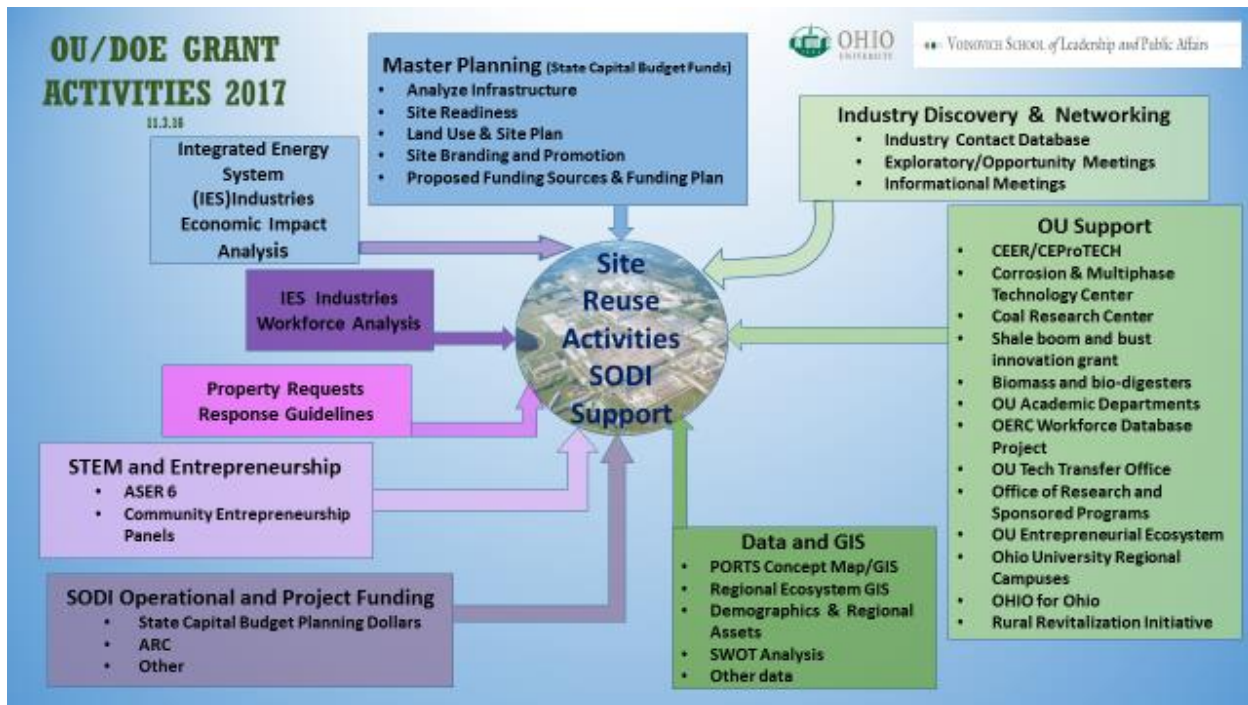 OU/DOE GRANT
ACTIVITIES 2017
11.3.16
OHIO
UNIVERSITY
VOINOVICH SCHOOL of Leadership and Public Affairs
Master Planning (State Capital Budget Funds)
• Analyze Infrastructure
• Site Readiness
• Land Use & Site Plan
• Site Branding and Promotion
• Proposed Funding Sources & Funding Plan
Industry Discovery & Networking
• Industry Contact Database
• Exploratory/Opportunity Meetings
• Informational Meetings
Integrated Energy
System
(IES)Industries
Economic Impact
Analysis
IES Industries
Workforce Analysis
Property Requests
Response Guidelines
STEM and Entrepreneurship
• ASER 6
• Community Entrepreneurship
Panels
SODI Operational and Project Funding
• State Capital Budget Planning Dollars
• ARC
• Other
Site
Reuse
Activities
SODI
Support
OU Support
• CEER/CEProTECH
• Corrosion & Multiphase
Technology Center
• Coal Research Center
• Shale boom and bust
innovation grant
• Biomass and bio-digesters
• OU Academic Departments
• OERC Workforce Database
Project
• OU Tech Transfer Office
• Office of Research and
Sponsored Programs
• OU Entrepreneurial Ecosystem
• Ohio University Regional
Campuses
• OHIO for Ohio
• Rural Revitalization Initiative
Data and GIS
• PORTS Concept Map/GIS
• Regional Ecosystem GIS
• Demographics & Regional
Assets
• SWOT Analysis
• Other data